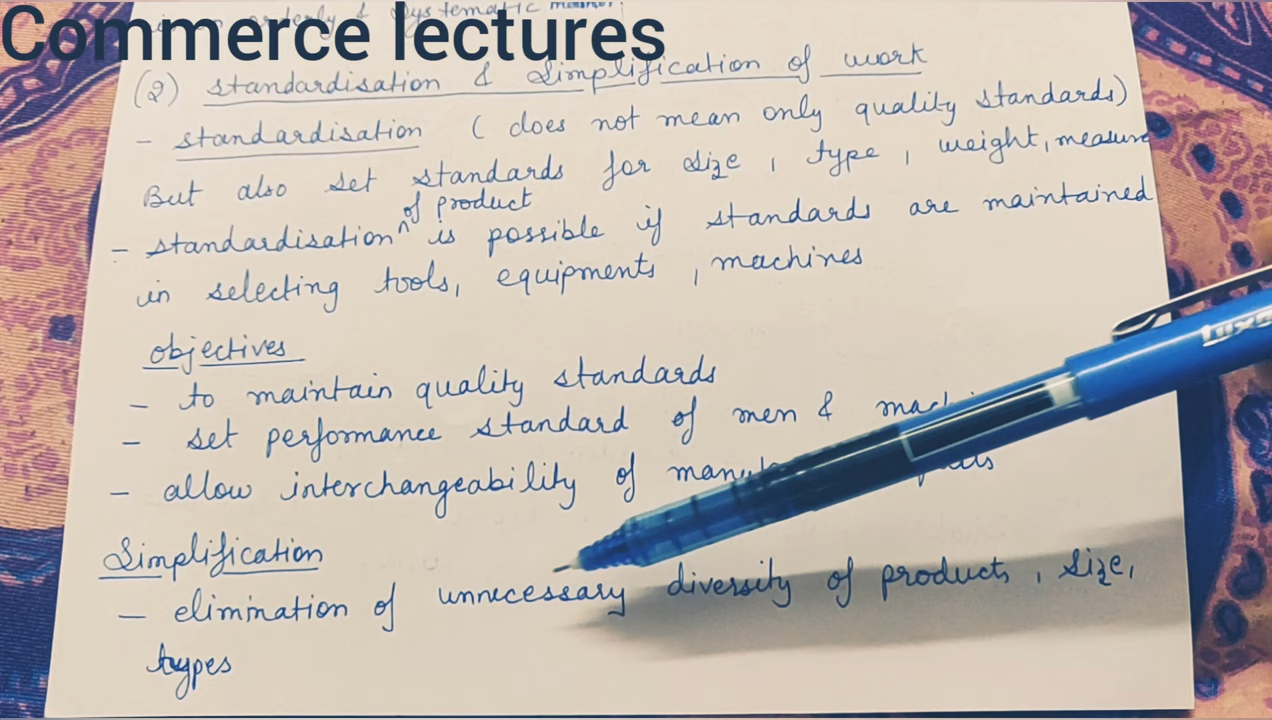 Commerce lectures
orderly & systematic
(2) standardisation & Simplification of work
- standardisation ( does not mean only quality standards)
But also set standards for size, type, weight, measure
of product
- standardisation ^ is possible if standards are maintained
in selecting tools, equipments, machines
objectives
- to maintain quality standards
- set performance standard of men &
- allow interchangeability of
Simplification
- elimination of unnecessary diversity of products, size,
types